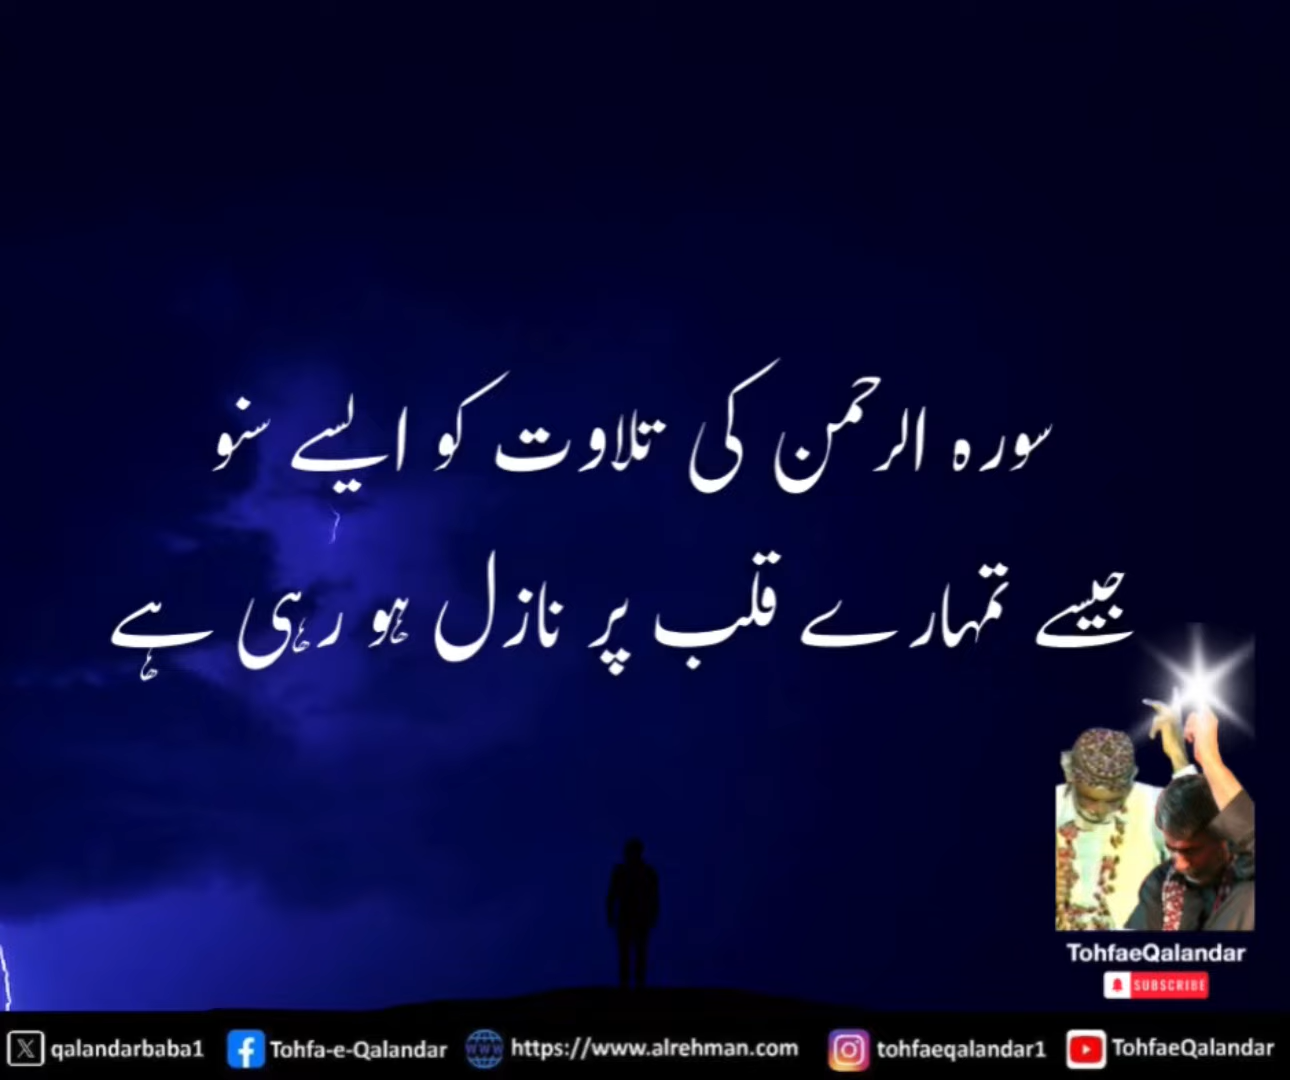 سورہ الرحمن کی تلاوت کو ایسے سنو
جیسے تمہارے قلب پر نازل ہو رہی ہے
TohfaeQalandar
SUBSCRIBE
qalandarbaba1 Tohfa-e-Qalandar www https://www.alrehman.com tohfaeqalandar1 TohfaeQalandar